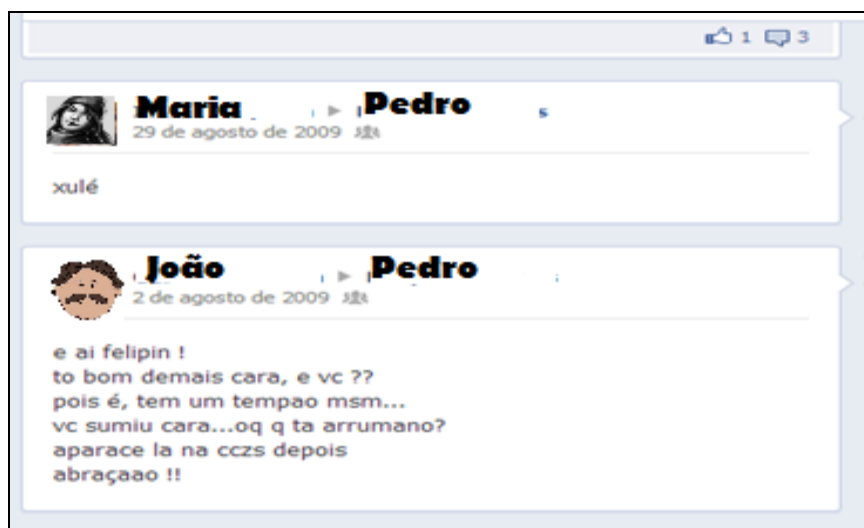 1 3
Maria Pedro s
29 de agosto de 2009
xulé
João Pedro
2 de agosto de 2009
e ai felipin !
to bom demais cara, e vc ??
pois é, tem um tempao msm...
vc sumiu cara...oq q ta arrumano?
aparace la na cczs depois
abraçaao !!